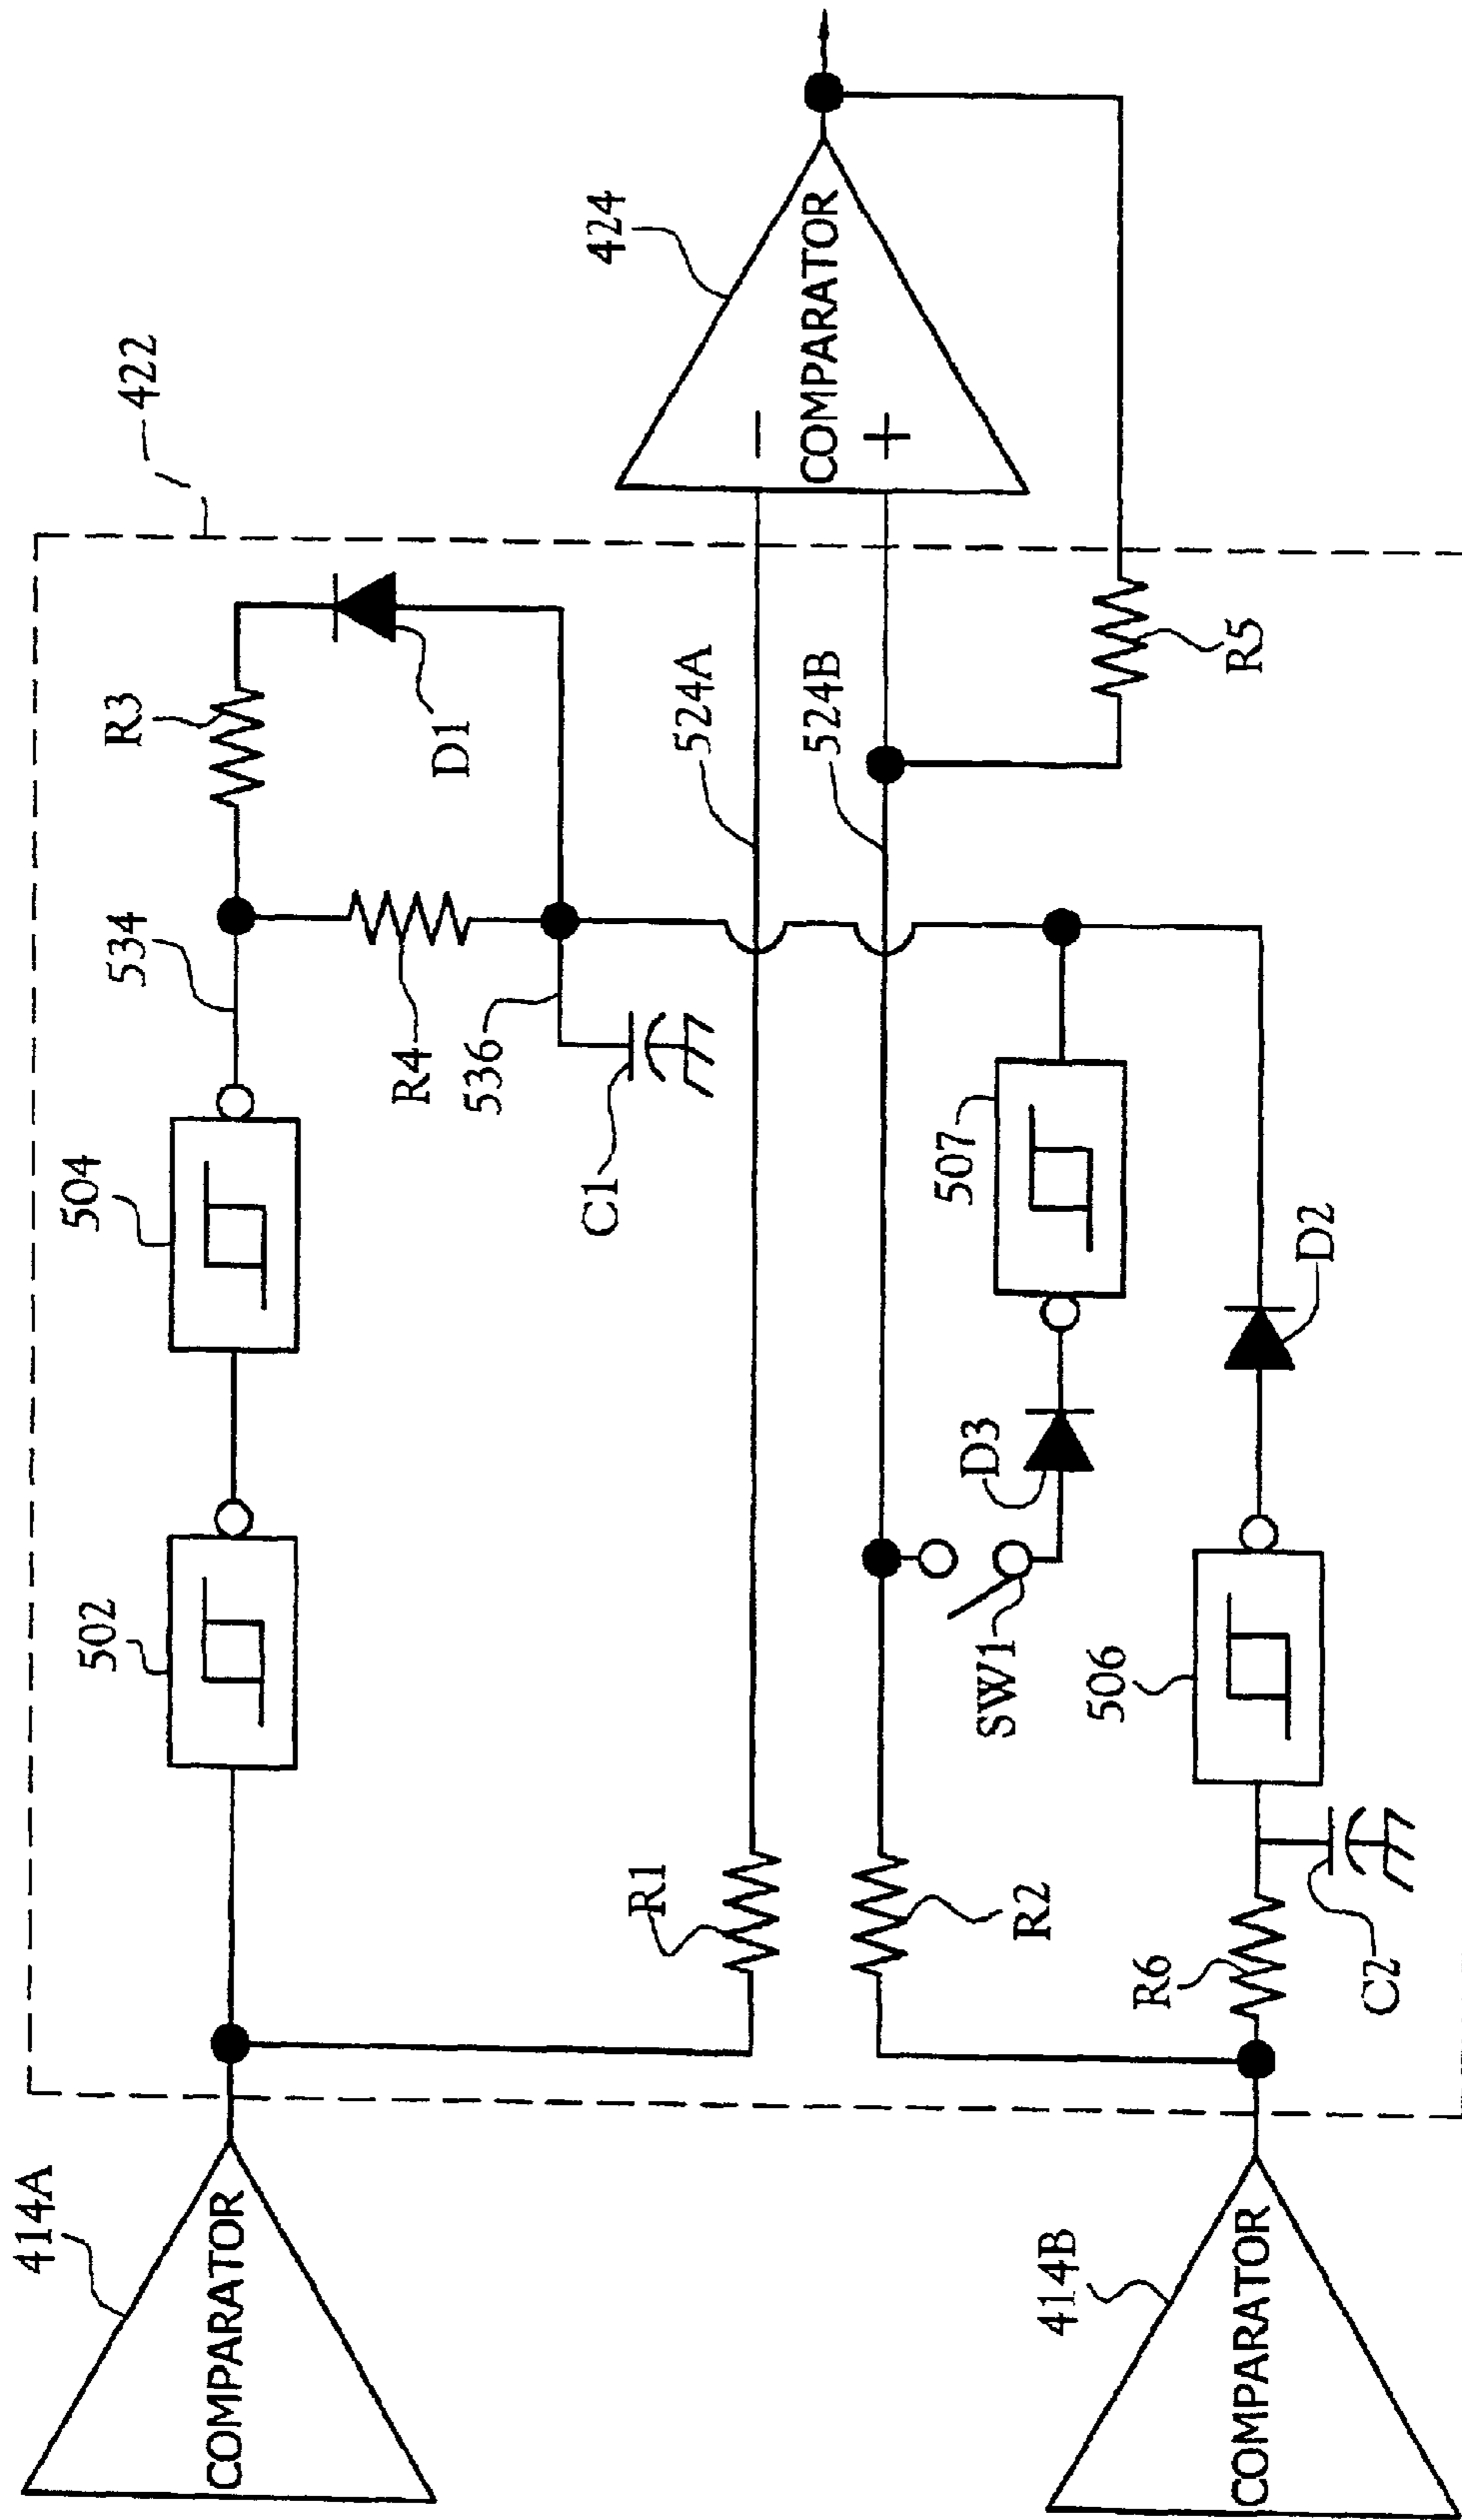 422
534
R3
504
502
414A
COMPARATOR
R4
D1
536
C1
424
COMPARATOR
−
+
524A
524B
R1
R2
R5
507
D3
SW1
506
D2
R6
C2
414B
COMPARATOR